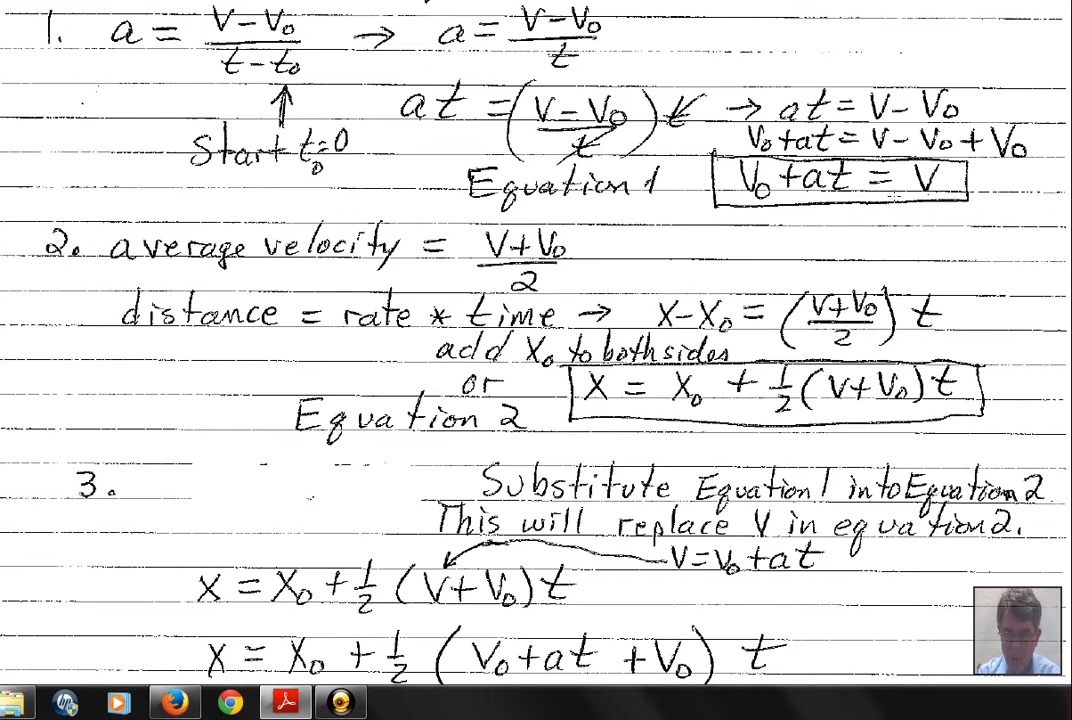 1. a = (V-V₀)/(t-t₀) → a = (V-V₀)/t
at = ((V-V₀)/t) t → at = V-V₀
Start t₀=0
V₀+at = V-V₀+V₀
Equation 1 V₀+at = V
2. average velocity = (V+V₀)/2
distance = rate * time → X-X₀ = ((V+V₀)/2) t
add X₀ to both sides
or X = X₀ + 1/2 (V+V₀) t
Equation 2
3. Substitute Equation 1 into Equation 2
This will replace V in equation 2.
V=V₀+at
X = X₀ + 1/2 (V+V₀) t
X = X₀ + 1/2 (V₀+at +V₀) t
hp